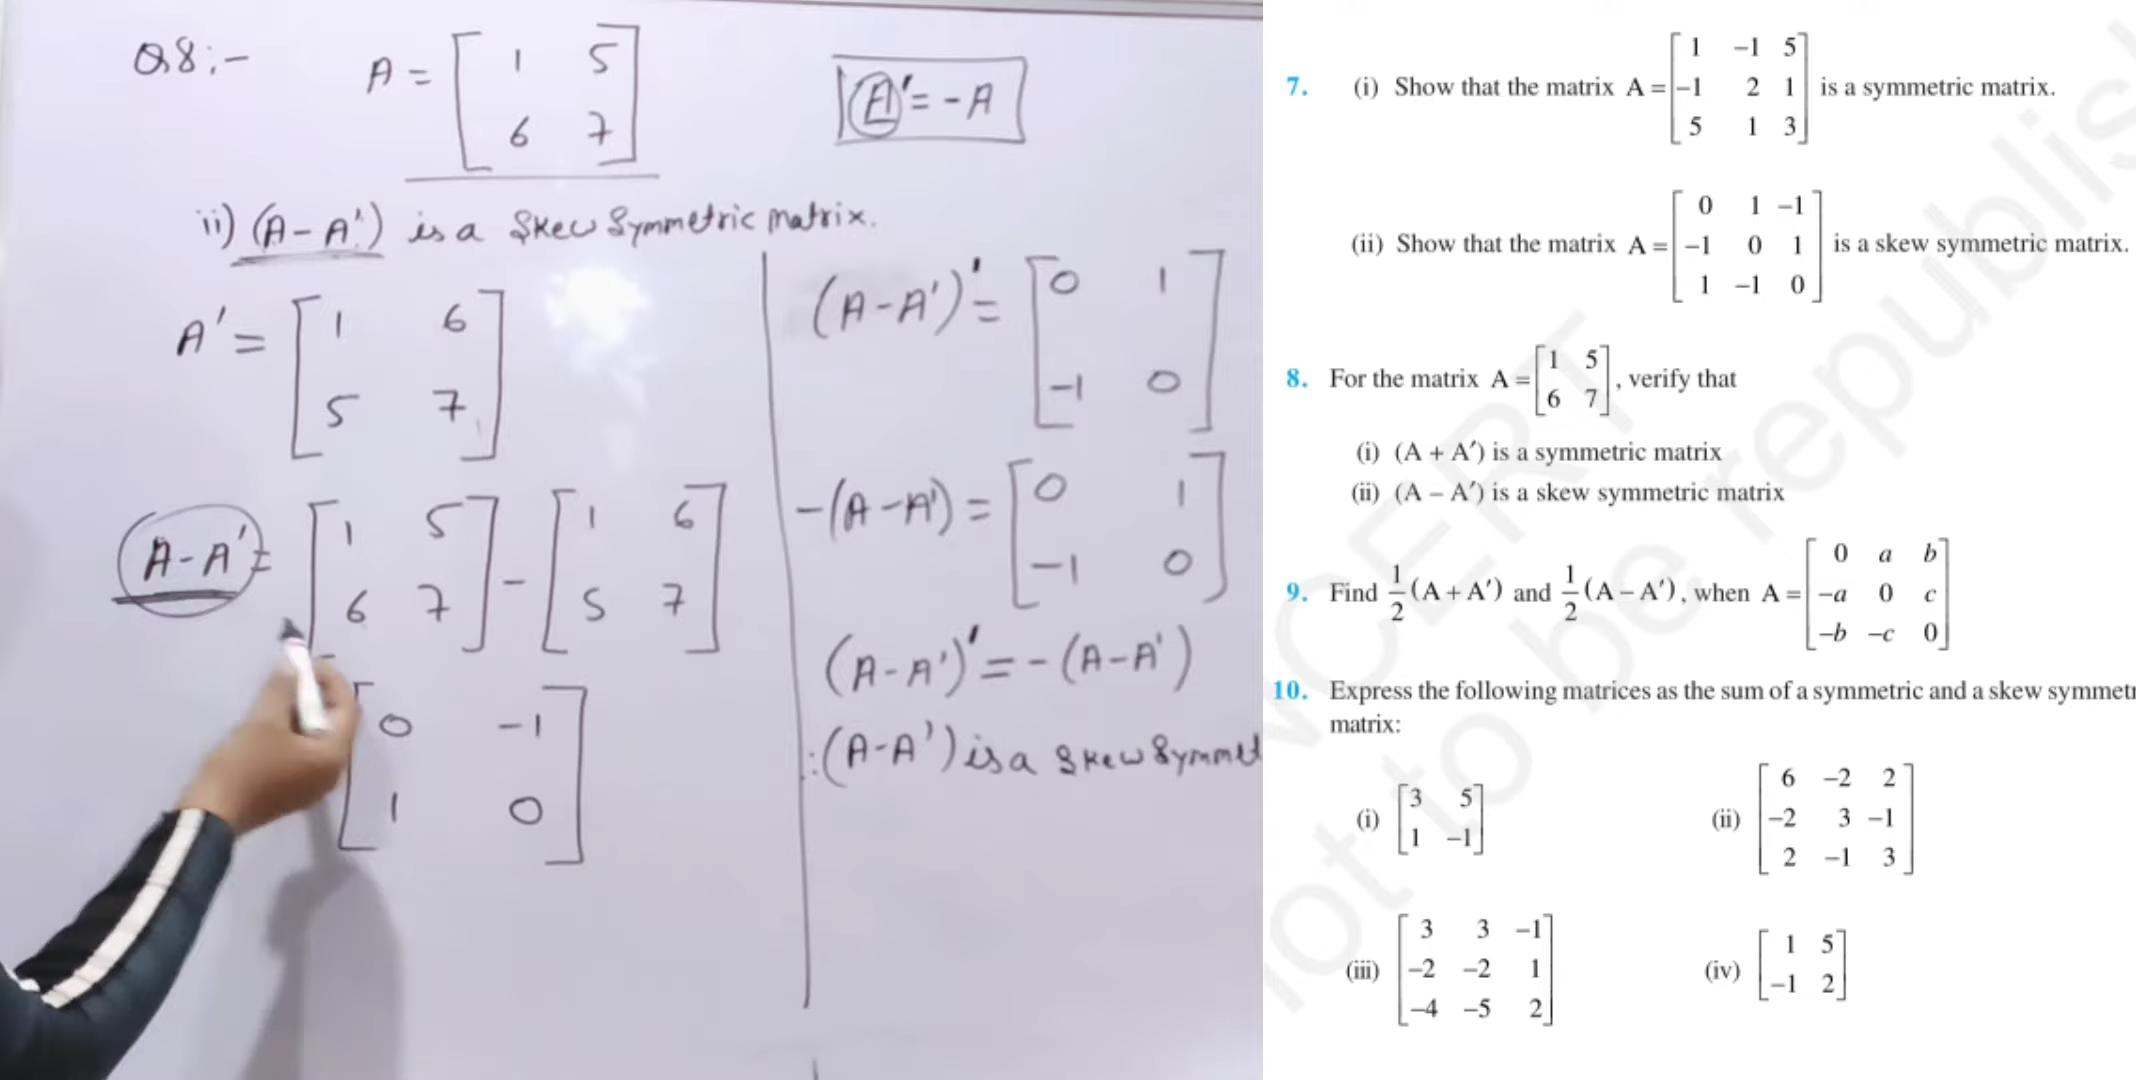 Q8:-
A = [ 1 5
6 7 ]
A' = -A
ii) (A - A') is a Skew Symmetric matrix.
A' = [ 1 6
5 7 ]
A - A' = [ 1 5
6 7 ] - [ 1 6
5 7 ]
[ 0 -1
1 0 ]
(A - A')' = [ 0 1
-1 0 ]
-(A - A') = [ 0 1
-1 0 ]
(A - A')' = -(A - A')
∴ (A - A') is a Skew Symmet
7. (i) Show that the matrix A = [ 1 −1 5
−1 2 1
5 1 3 ] is a symmetric matrix.
(ii) Show that the matrix A = [ 0 1 −1
−1 0 1
1 −1 0 ] is a skew symmetric matrix.
8. For the matrix A = [ 1 5
6 7 ], verify that
(i) (A + A′) is a symmetric matrix
(ii) (A − A′) is a skew symmetric matrix
9. Find 1/2 (A + A′) and 1/2 (A − A′), when A = [ 0 a b
−a 0 c
−b −c 0 ]
10. Express the following matrices as the sum of a symmetric and a skew symmetr
matrix:
(i) [ 3 5
1 −1 ]
(ii) [ 6 −2 2
−2 3 −1
2 −1 3 ]
(iii) [ 3 3 −1
−2 −2 1
−4 −5 2 ]
(iv) [ 1 5
−1 2 ]
not to be republish